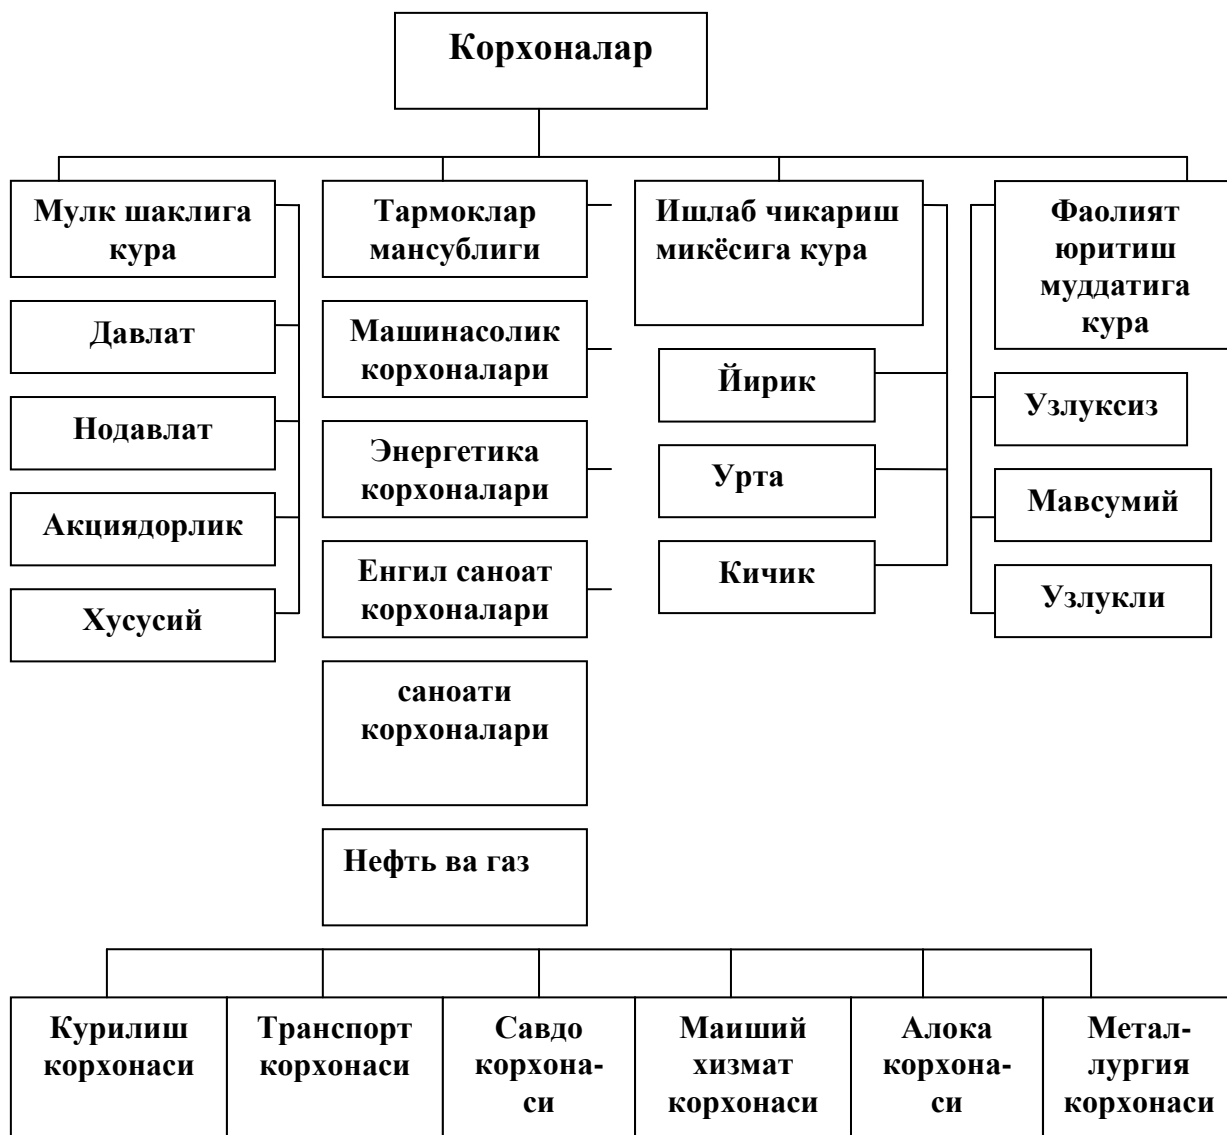 Корхоналар
Мулк шаклига
кура
Давлат
Нодавлат
Акциядорлик
Хусусий
Тармоклар
мансублиги
Машинасолик
корхоналари
Энергетика
корхоналари
Енгил саноат
корхоналари
саноати
корхоналари
Нефть ва газ
Ишлаб чикариш
микёсига кура
Йирик
Урта
Кичик
Фаолият
юритиш
муддатига
кура
Узлуксиз
Мавсумий
Узлукли
Курилиш
корхонаси
Транспорт
корхонаси
Савдо
корхона-
си
Маиший
хизмат
корхонаси
Алока
корхона-
си
Метал-
лургия
корхонаси